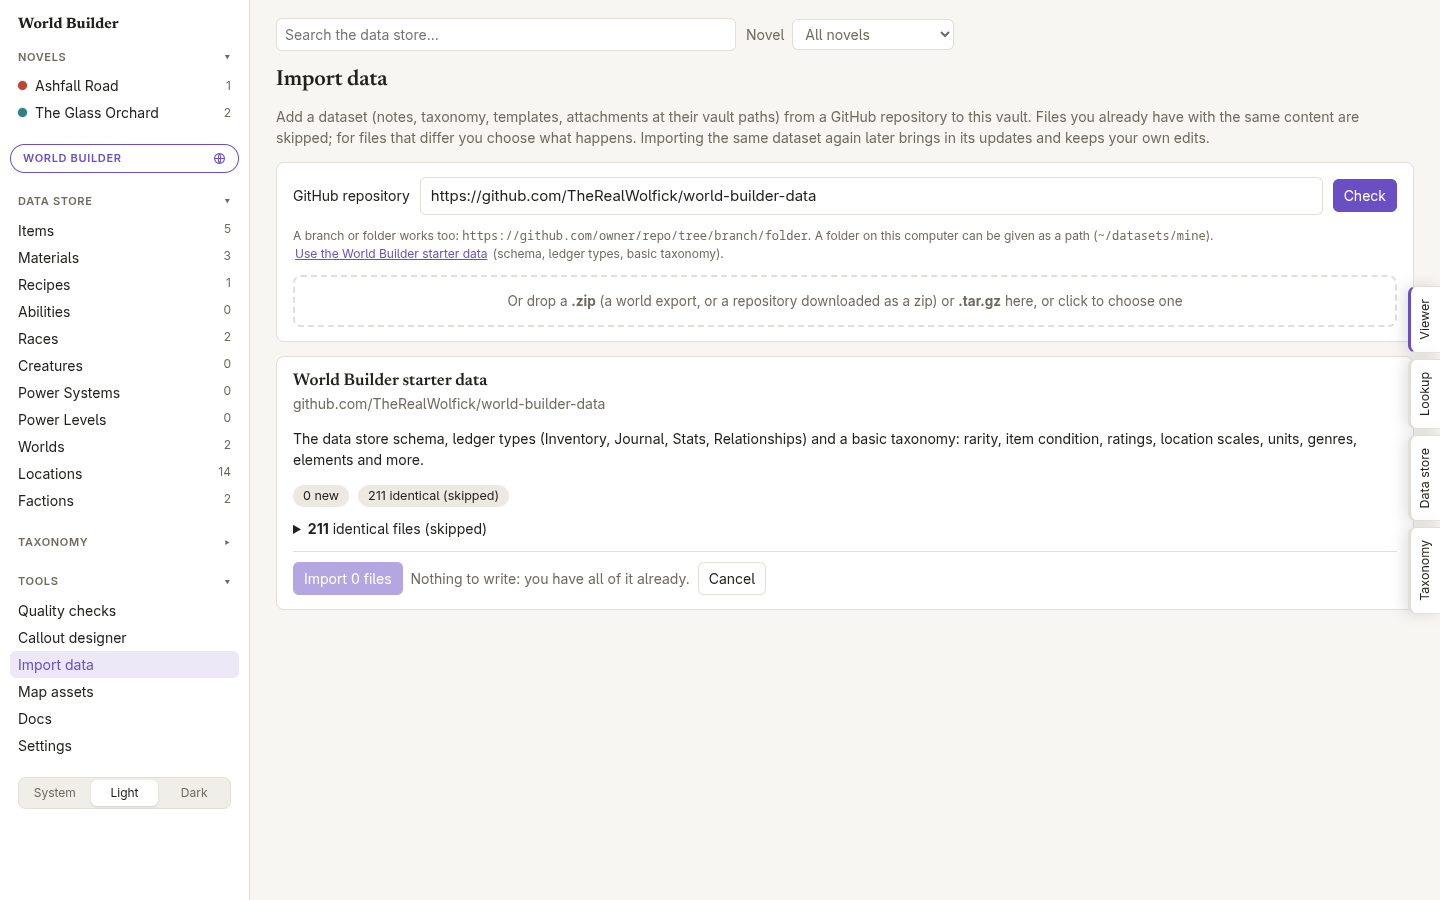 World Builder
NOVELS
Ashfall Road 1
The Glass Orchard 2
WORLD BUILDER
DATA STORE
Items 5
Materials 3
Recipes 1
Abilities 0
Races 2
Creatures 0
Power Systems 0
Power Levels 0
Worlds 2
Locations 14
Factions 2
TAXONOMY
TOOLS
Quality checks
Callout designer
Import data
Map assets
Docs
Settings
System Light Dark
Search the data store... Novel All novels
Import data
Add a dataset (notes, taxonomy, templates, attachments at their vault paths) from a GitHub repository to this vault. Files you already have with the same content are
skipped; for files that differ you choose what happens. Importing the same dataset again later brings in its updates and keeps your own edits.
GitHub repository https://github.com/TheRealWolfick/world-builder-data Check
A branch or folder works too: https://github.com/owner/repo/tree/branch/folder. A folder on this computer can be given as a path (~/datasets/mine).
Use the World Builder starter data (schema, ledger types, basic taxonomy).
Or drop a .zip (a world export, or a repository downloaded as a zip) or .tar.gz here, or click to choose one
World Builder starter data
github.com/TheRealWolfick/world-builder-data
The data store schema, ledger types (Inventory, Journal, Stats, Relationships) and a basic taxonomy: rarity, item condition, ratings, location scales, units, genres,
elements and more.
0 new 211 identical (skipped)
211 identical files (skipped)
Import 0 files Nothing to write: you have all of it already. Cancel
Viewer
Lookup
Data store
Taxonomy